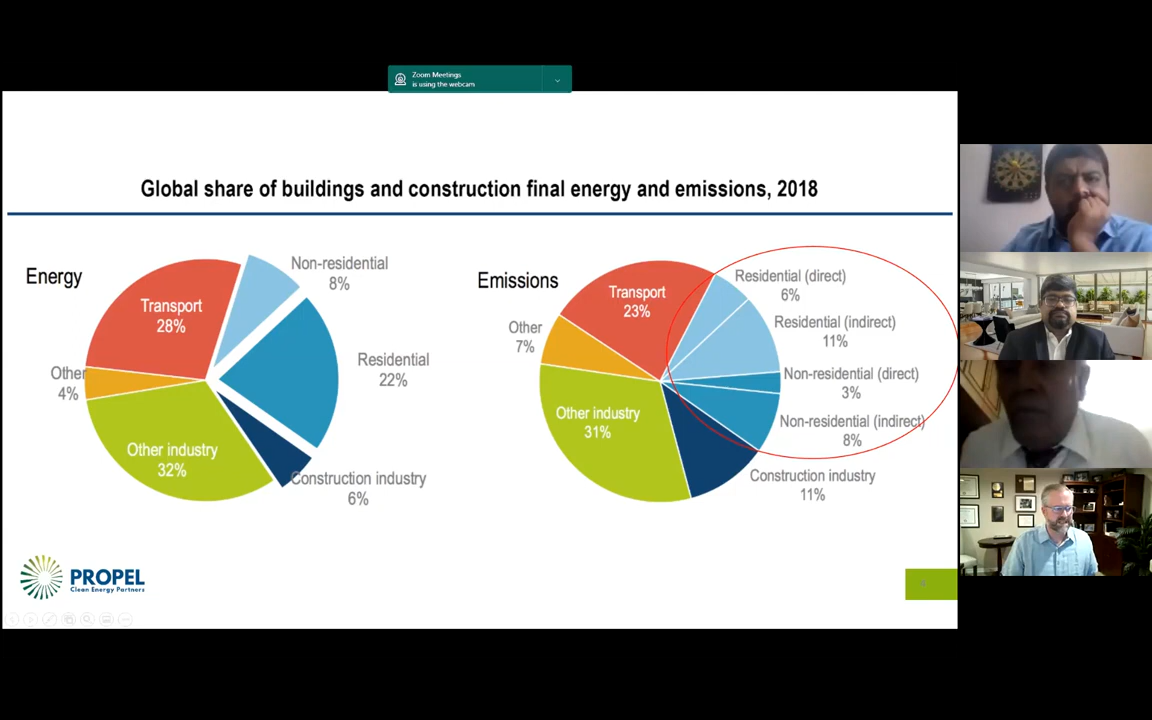 Zoom Meetings
is using the webcam
Global share of buildings and construction final energy and emissions, 2018
Energy
Non-residential
8%
Transport
28%
Residential
22%
Other
4%
Other industry
32%
Construction industry
6%
Emissions
Residential (direct)
6%
Transport
23%
Residential (indirect)
11%
Other
7%
Non-residential (direct)
3%
Other industry
31%
Non-residential (indirect)
8%
Construction industry
11%
PROPEL
Clean Energy Partners